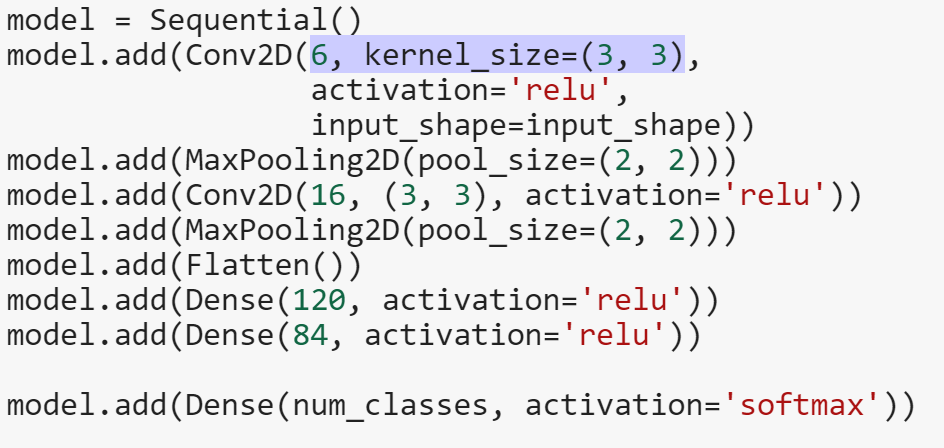 model = Sequential()
model.add(Conv2D(6, kernel_size=(3, 3),
                 activation='relu',
                 input_shape=input_shape))
model.add(MaxPooling2D(pool_size=(2, 2)))
model.add(Conv2D(16, (3, 3), activation='relu'))
model.add(MaxPooling2D(pool_size=(2, 2)))
model.add(Flatten())
model.add(Dense(120, activation='relu'))
model.add(Dense(84, activation='relu'))

model.add(Dense(num_classes, activation='softmax'))